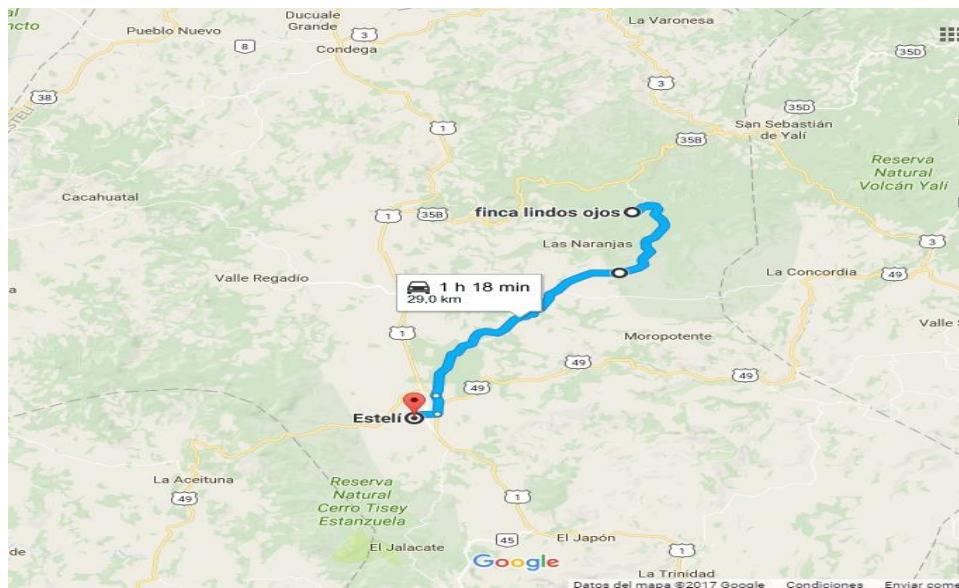 Ducuale
Grande
La Varonesa
Pueblo Nuevo
8
3
Condega
35D
38
3
35D
1
San Sebastián
de Yalí
35B
Reserva
Natural
Volcán Yalí
Cacahuatal
finca lindos ojos
1
35B
Las Naranjas
3
Valle Regadío
La Concordia
49
1 h 18 min
29,0 km
1
Moropotente
49
49
49
Estelí
La Aceituna
Reserva
Natural
Cerro Tisey
Estanzuela
49
1
45
El Japón
El Jalacate
1
Google
La Trinidad
Datos del mapa ©2017 Google Condiciones